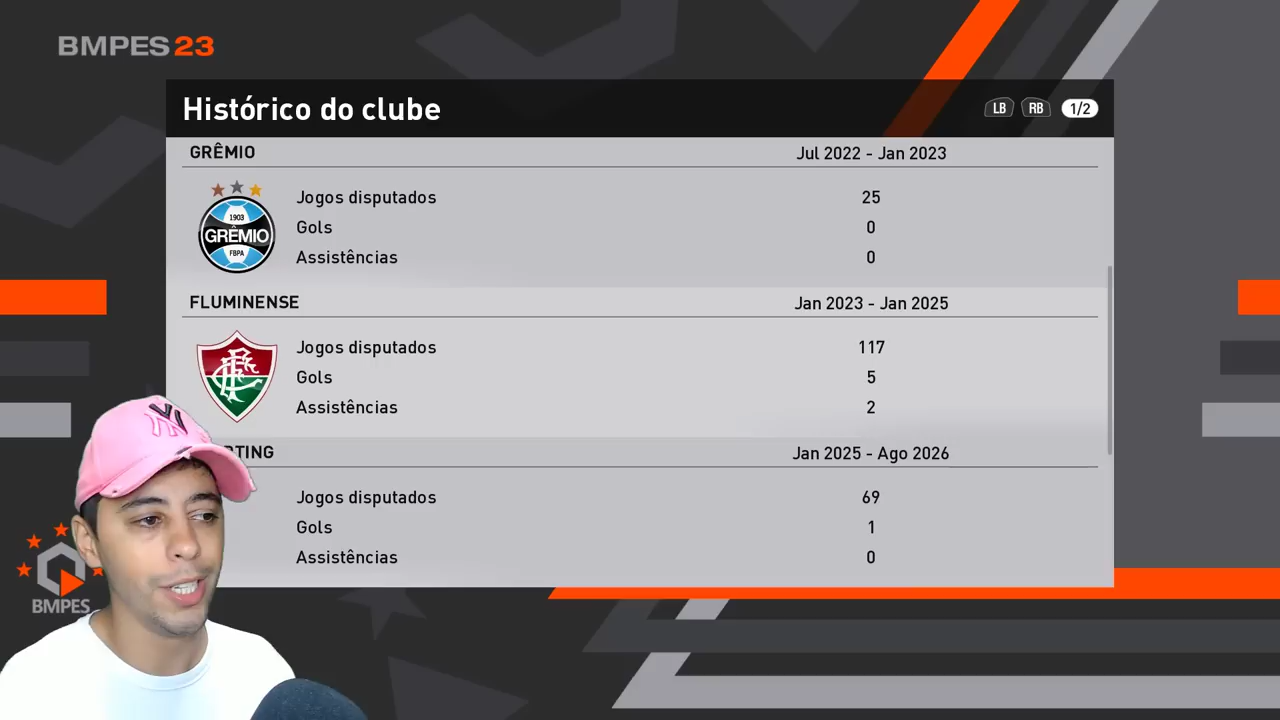 BMPES 23
Histórico do clube
LB RB 1/2
GRÊMIO Jul 2022 - Jan 2023
1903
GRÊMIO
FBPA
Jogos disputados 25
Gols 0
Assistências 0
FLUMINENSE Jan 2023 - Jan 2025
Jogos disputados 117
Gols 5
Assistências 2
RTING Jan 2025 - Ago 2026
Jogos disputados 69
Gols 1
Assistências 0
NY
BMPES